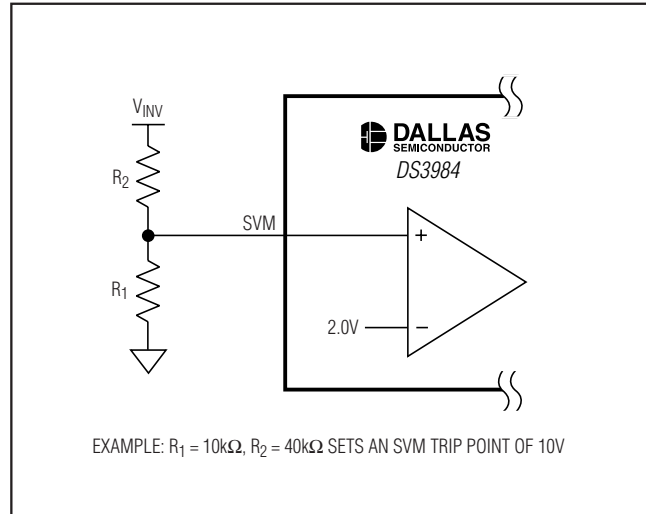 V_INV
DALLAS
SEMICONDUCTOR
DS3984
R₂
SVM
+
R₁
2.0V
−
EXAMPLE: R₁ = 10kΩ, R₂ = 40kΩ SETS AN SVM TRIP POINT OF 10V